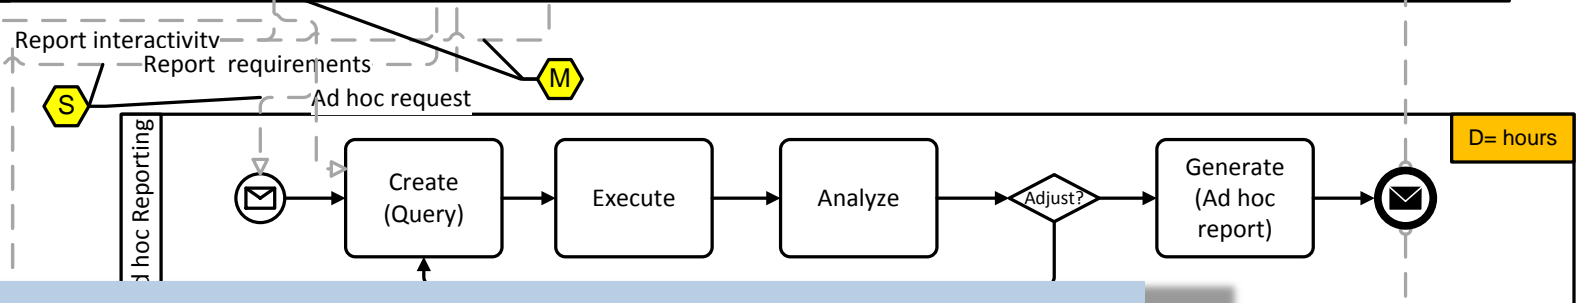 Report interactivity
Report requirements
M
S
Ad hoc request
d hoc Reporting
D= hours
Create
(Query)
Execute
Analyze
Adjust?
Generate
(Ad hoc
report)